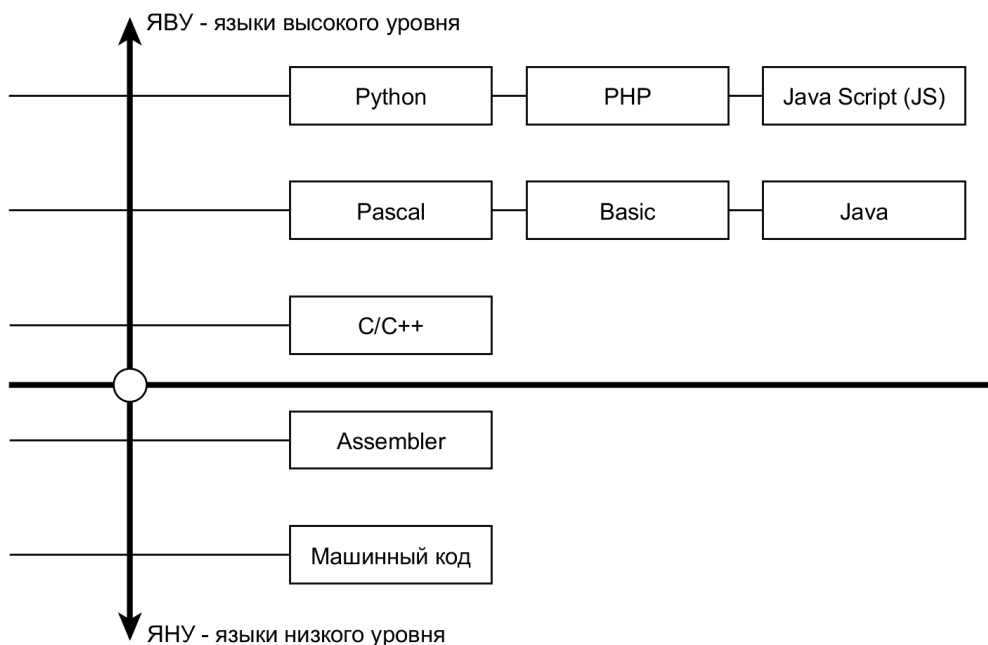 ЯВУ - языки высокого уровня
Python
PHP
Java Script (JS)
Pascal
Basic
Java
C/C++
Assembler
Машинный код
ЯНУ - языки низкого уровня